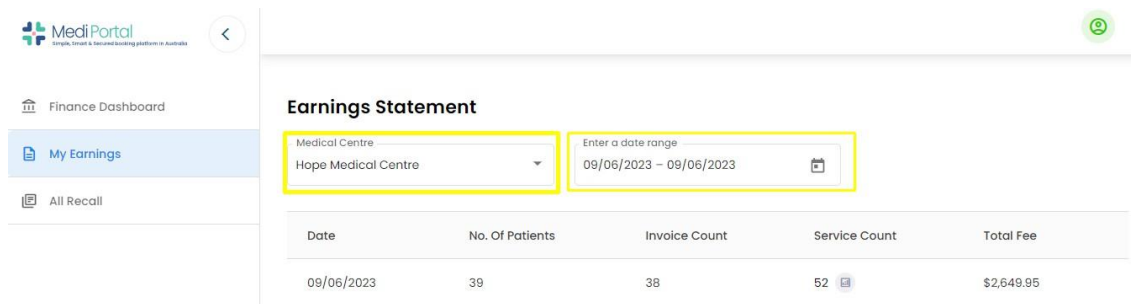 Medi Portal
Simple, Smart & Secured booking platform in Australia
Finance Dashboard
My Earnings
All Recall
Earnings Statement
Medical Centre
Hope Medical Centre
Enter a date range
09/06/2023 – 09/06/2023
Date No. Of Patients Invoice Count Service Count Total Fee
09/06/2023 39 38 52 $2,649.95